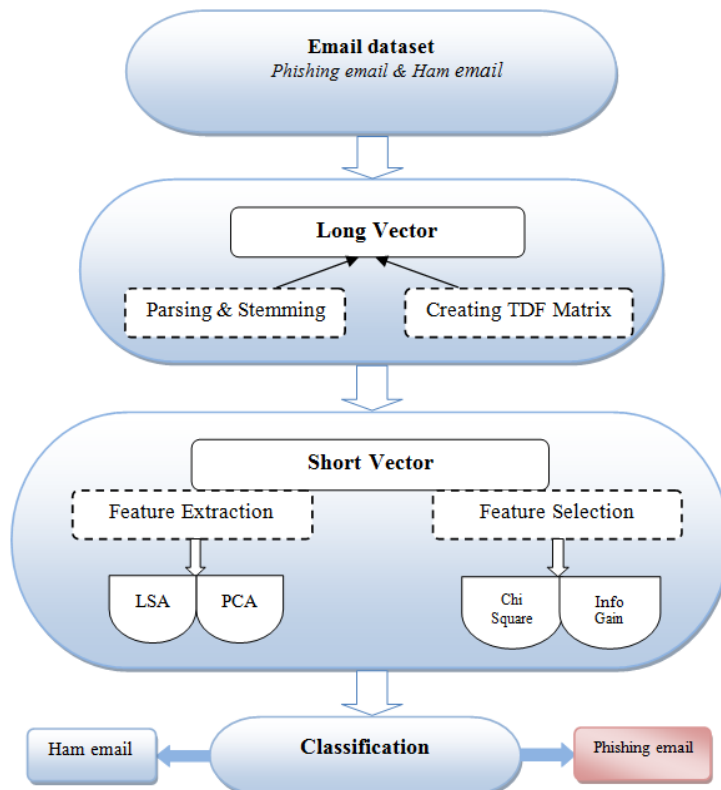 Email dataset
Phishing email & Ham email
Long Vector
Parsing & Stemming
Creating TDF Matrix
Short Vector
Feature Extraction
Feature Selection
LSA
PCA
Chi
Square
Info
Gain
Ham email
Classification
Phishing email